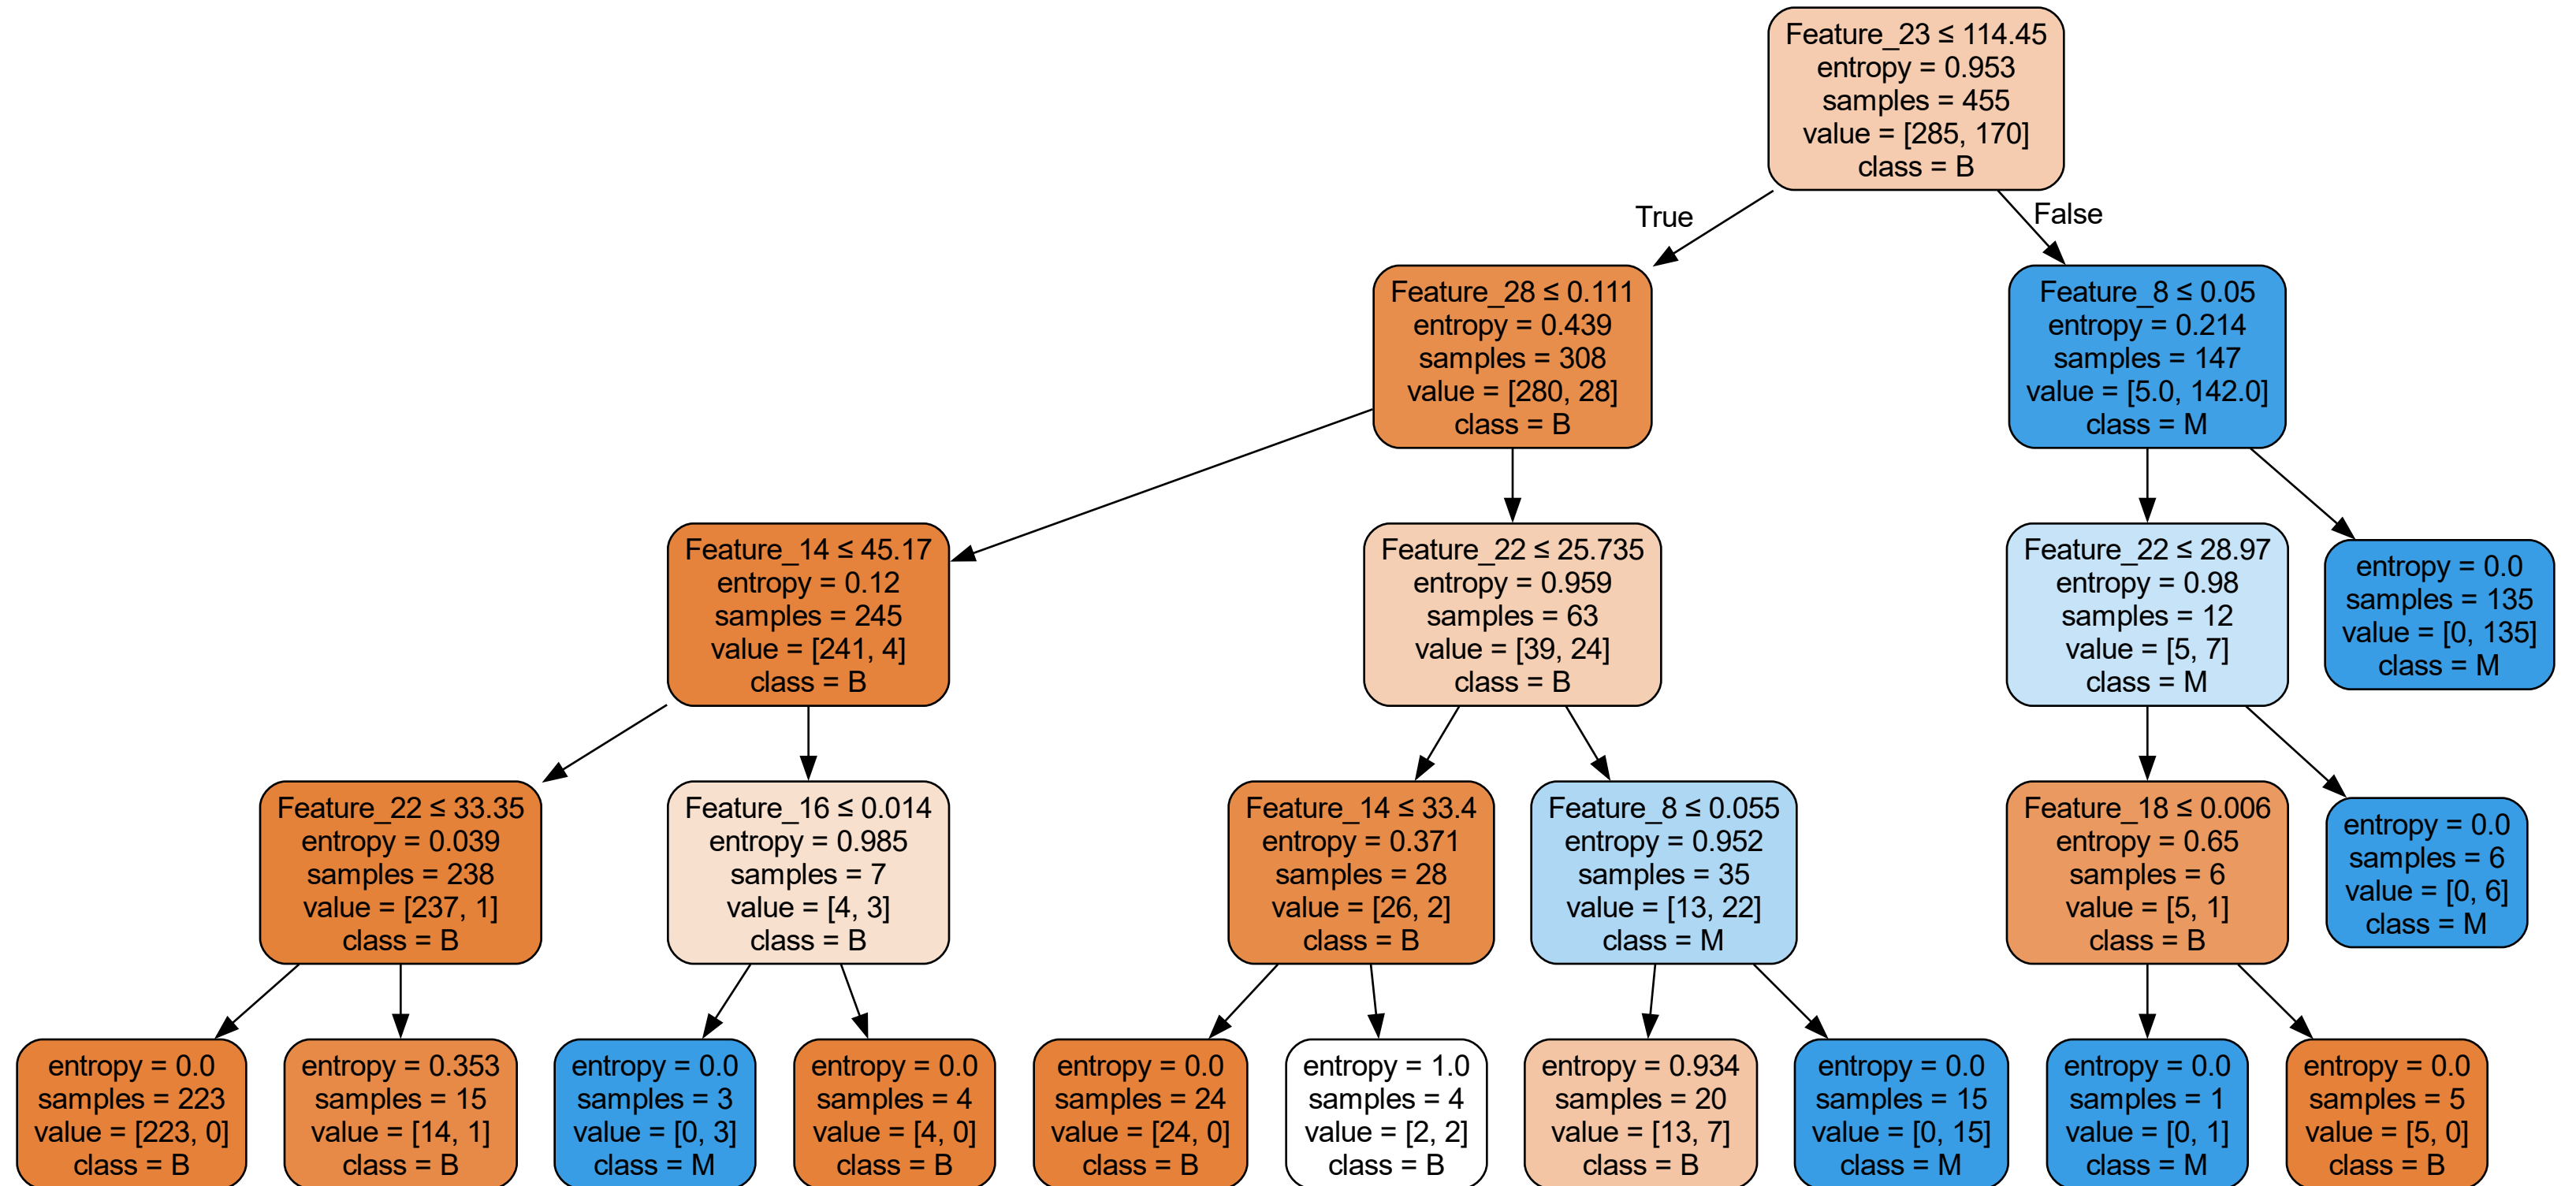 Feature_23 ≤ 114.45
entropy = 0.953
samples = 455
value = [285, 170]
class = B
True
False
Feature_28 ≤ 0.111
entropy = 0.439
samples = 308
value = [280, 28]
class = B
Feature_8 ≤ 0.05
entropy = 0.214
samples = 147
value = [5.0, 142.0]
class = M
Feature_14 ≤ 45.17
entropy = 0.12
samples = 245
value = [241, 4]
class = B
Feature_22 ≤ 25.735
entropy = 0.959
samples = 63
value = [39, 24]
class = B
Feature_22 ≤ 28.97
entropy = 0.98
samples = 12
value = [5, 7]
class = M
entropy = 0.0
samples = 135
value = [0, 135]
class = M
Feature_22 ≤ 33.35
entropy = 0.039
samples = 238
value = [237, 1]
class = B
Feature_16 ≤ 0.014
entropy = 0.985
samples = 7
value = [4, 3]
class = B
Feature_14 ≤ 33.4
entropy = 0.371
samples = 28
value = [26, 2]
class = B
Feature_8 ≤ 0.055
entropy = 0.952
samples = 35
value = [13, 22]
class = M
Feature_18 ≤ 0.006
entropy = 0.65
samples = 6
value = [5, 1]
class = B
entropy = 0.0
samples = 6
value = [0, 6]
class = M
entropy = 0.0
samples = 223
value = [223, 0]
class = B
entropy = 0.353
samples = 15
value = [14, 1]
class = B
entropy = 0.0
samples = 3
value = [0, 3]
class = M
entropy = 0.0
samples = 4
value = [4, 0]
class = B
entropy = 0.0
samples = 24
value = [24, 0]
class = B
entropy = 1.0
samples = 4
value = [2, 2]
class = B
entropy = 0.934
samples = 20
value = [13, 7]
class = B
entropy = 0.0
samples = 15
value = [0, 15]
class = M
entropy = 0.0
samples = 1
value = [0, 1]
class = M
entropy = 0.0
samples = 5
value = [5, 0]
class = B